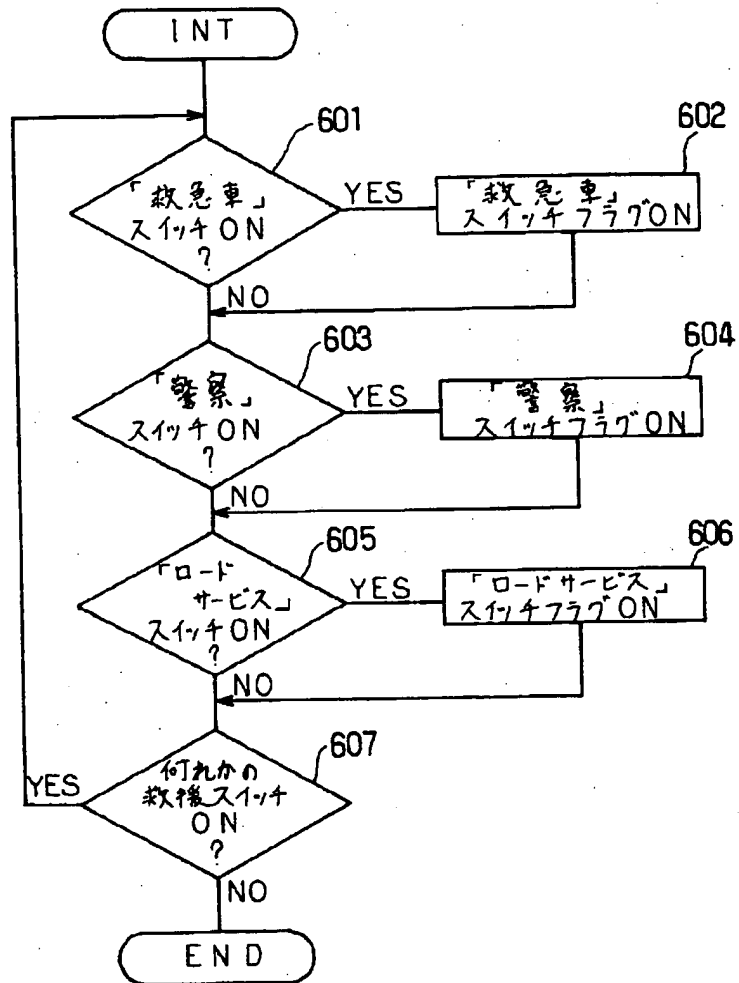 INT
601
602
「救急車」
スイッチON
?
YES
「救急車」
スイッチフラグON
NO
603
604
「警察」
スイッチON
?
YES
「警察」
スイッチフラグON
NO
605
606
「ロード
サービス」
スイッチON
?
YES
「ロードサービス」
スイッチフラグON
NO
607
何れかの
救援スイッチ
ON
?
YES
NO
END